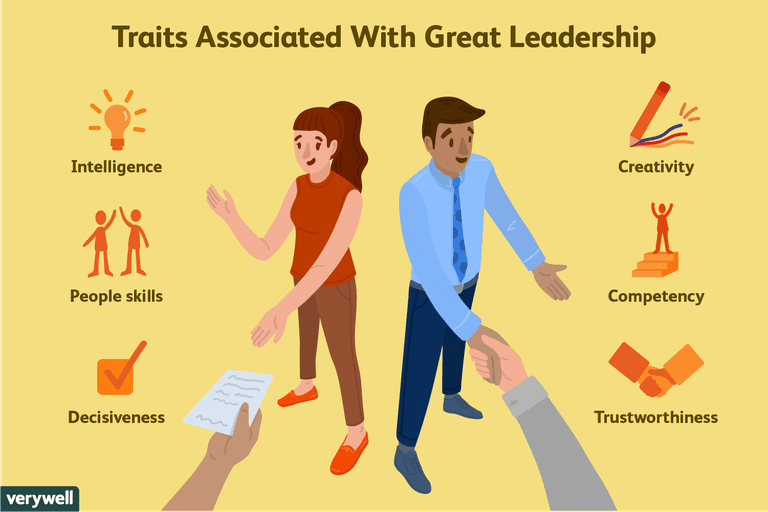 Traits Associated With Great Leadership
Intelligence
People skills
Decisiveness
Creativity
Competency
Trustworthiness
verywell